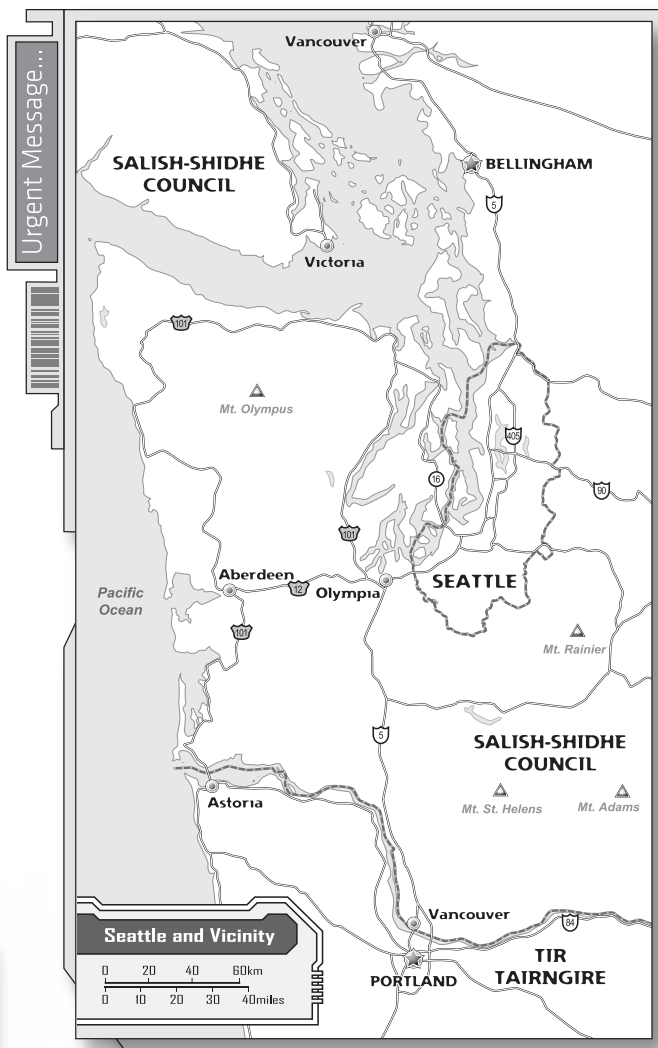 Urgent Message...
Vancouver
SALISH-SHIDHE
COUNCIL
BELLINGHAM
5
Victoria
101
Mt. Olympus
405
16
90
101
Aberdeen
12
Olympia
SEATTLE
Pacific
Ocean
101
Mt. Rainier
5
SALISH-SHIDHE
COUNCIL
Astoria
Mt. St. Helens
Mt. Adams
Vancouver
84
Seattle and Vicinity
TIR
TAIRNGIRE
PORTLAND
0 20 40 60km
0 10 20 30 40miles